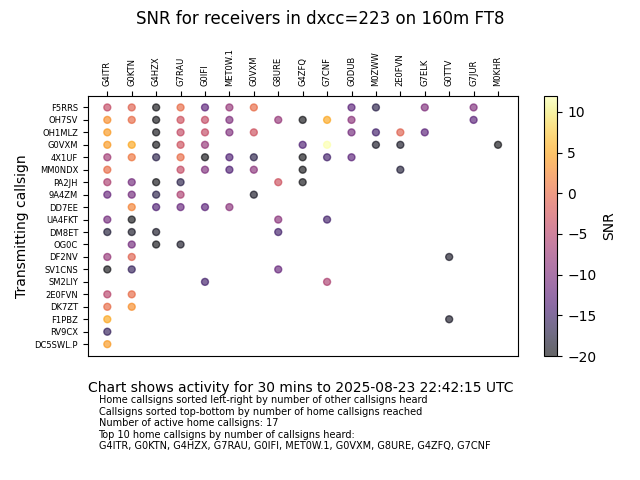 SNR for receivers in dxcc=223 on 160m FT8
G4ITR
G0KTN
G4HZX
G7RAU
G0IFI
MET0W.1
G0VXM
G8URE
G4ZFQ
G7CNF
G0DUB
M0ZWW
2E0FVN
G7ELK
G0TTV
G7JUR
M0KHR
Transmitting callsign
F5RRS
OH7SV
OH1MLZ
G0VXM
4X1UF
MM0NDX
PA2JH
9A4ZM
DD7EE
UA4FKT
DM8ET
OG0C
DF2NV
SV1CNS
SM2LIY
2E0FVN
DK7ZT
F1PBZ
RV9CX
DC5SWL.P
10
5
0
−5
−10
−15
−20
SNR
Chart shows activity for 30 mins to 2025-08-23 22:42:15 UTC
Home callsigns sorted left-right by number of other callsigns heard
Callsigns sorted top-bottom by number of home callsigns reached
Number of active home callsigns: 17
Top 10 home callsigns by number of callsigns heard:
G4ITR, G0KTN, G4HZX, G7RAU, G0IFI, MET0W.1, G0VXM, G8URE, G4ZFQ, G7CNF